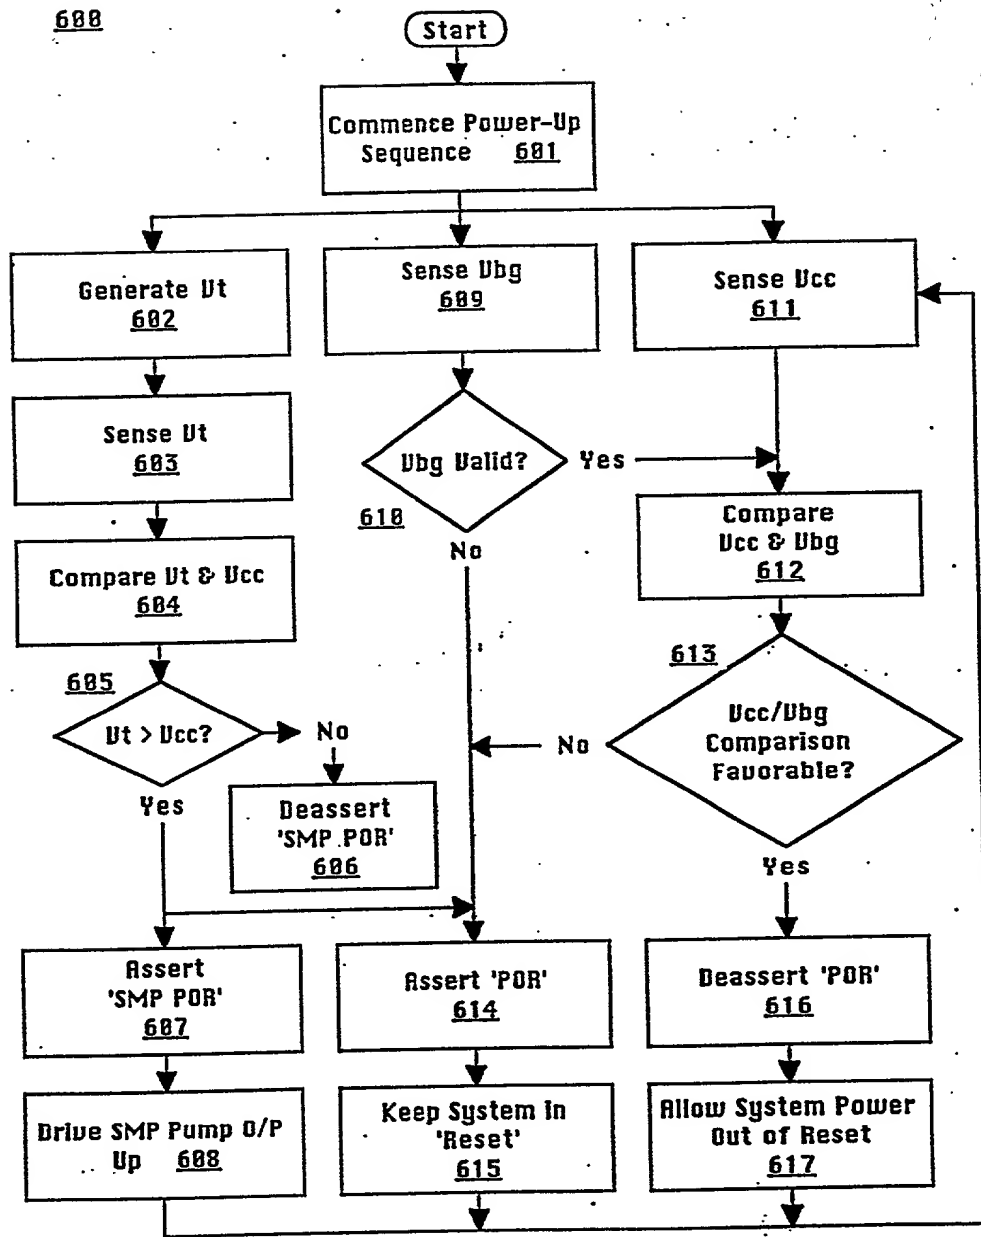 600
Start
Commence Power-Up
Sequence 601
Generate Vt
602
Sense Vbg
609
Sense Vcc
611
Sense Vt
603
Vbg Valid?
610
Yes
No
Compare
Vcc & Vbg
612
Compare Vt & Vcc
604
605
Vt > Vcc?
No
Yes
Deassert
'SMP POR'
606
613
Vcc/Vbg
Comparison
Favorable?
No
Yes
Assert
'SMP POR'
607
Assert 'POR'
614
Deassert 'POR'
616
Drive SMP Pump O/P
Up 608
Keep System In
'Reset'
615
Allow System Power
Out of Reset
617